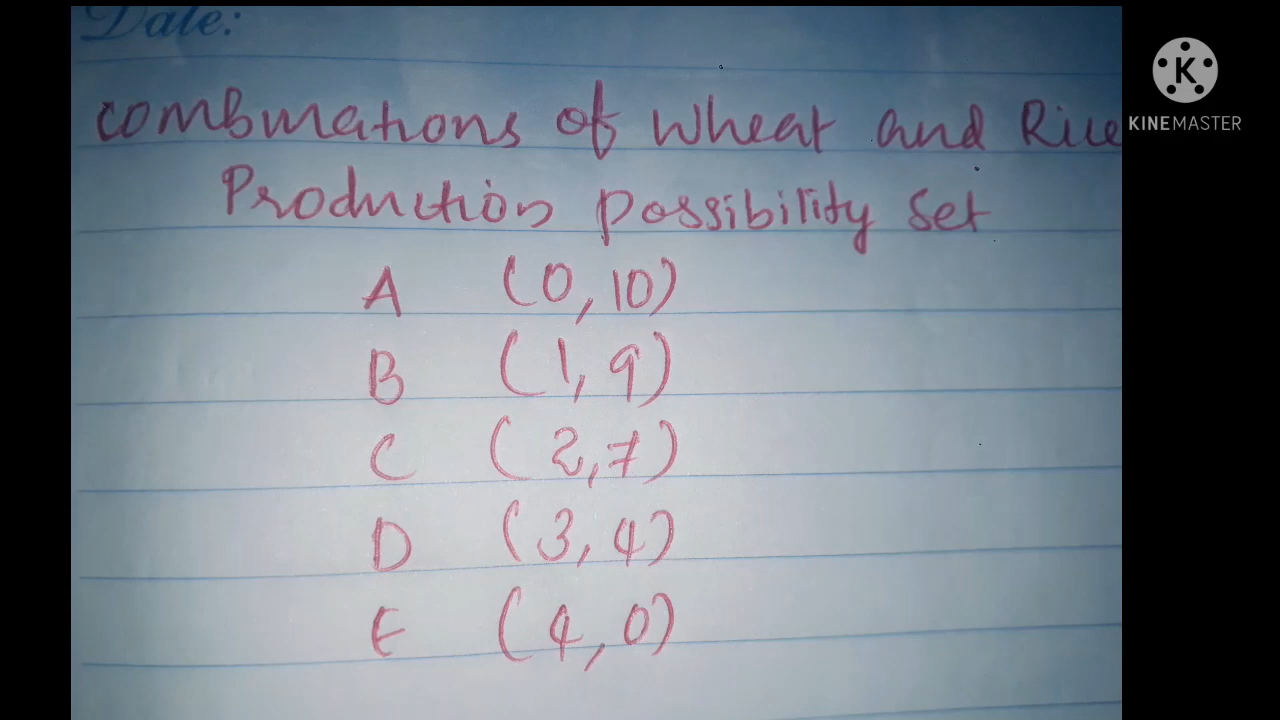 Date:
K
KINEMASTER
combinations of Wheat and Rice
Production possibility set
A (0, 10)
B (1, 9)
C (2, 7)
D (3, 4)
E (4, 0)